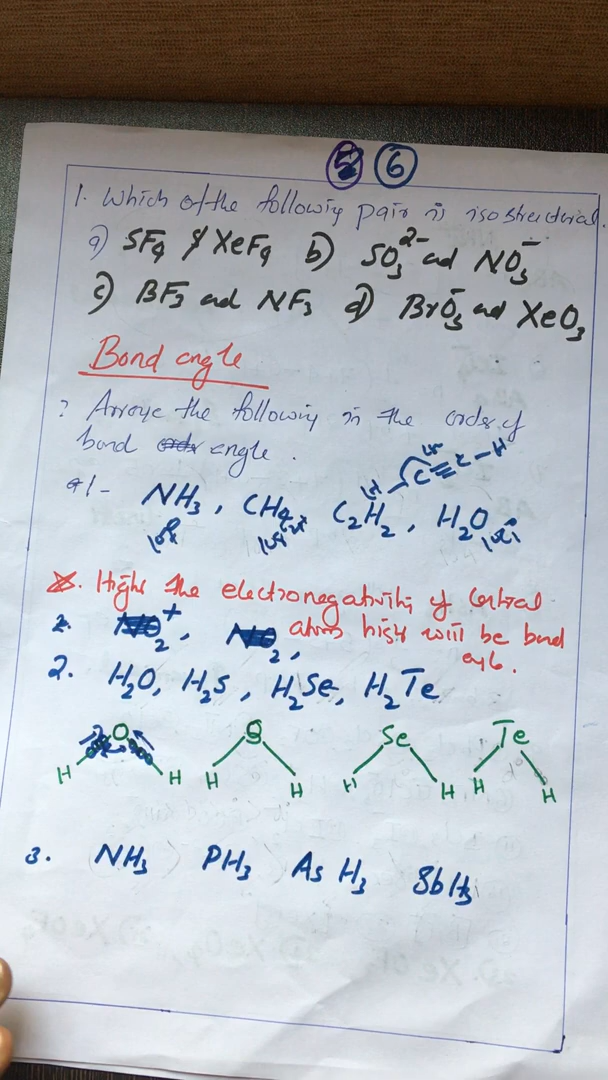 5 6
1. Which of the following pair is isostructural.
a) SF4 & XeF4 b) SO3^2- and NO3^-
c) BF3 and NF3 d) BrO3^- and XeO3
Bond angle
? Arrange the following in the order of
bond angle.
H-C≡C-H
NH3, CH4, C2H2, H2O
Higher the electronegativity of central
2. NO2+, NO2, atom high will be bond
2. H2O, H2S, H2Se, H2Te
O S Se Te
H H H H H H H H
3. NH3 PH3 AsH3 SbH3